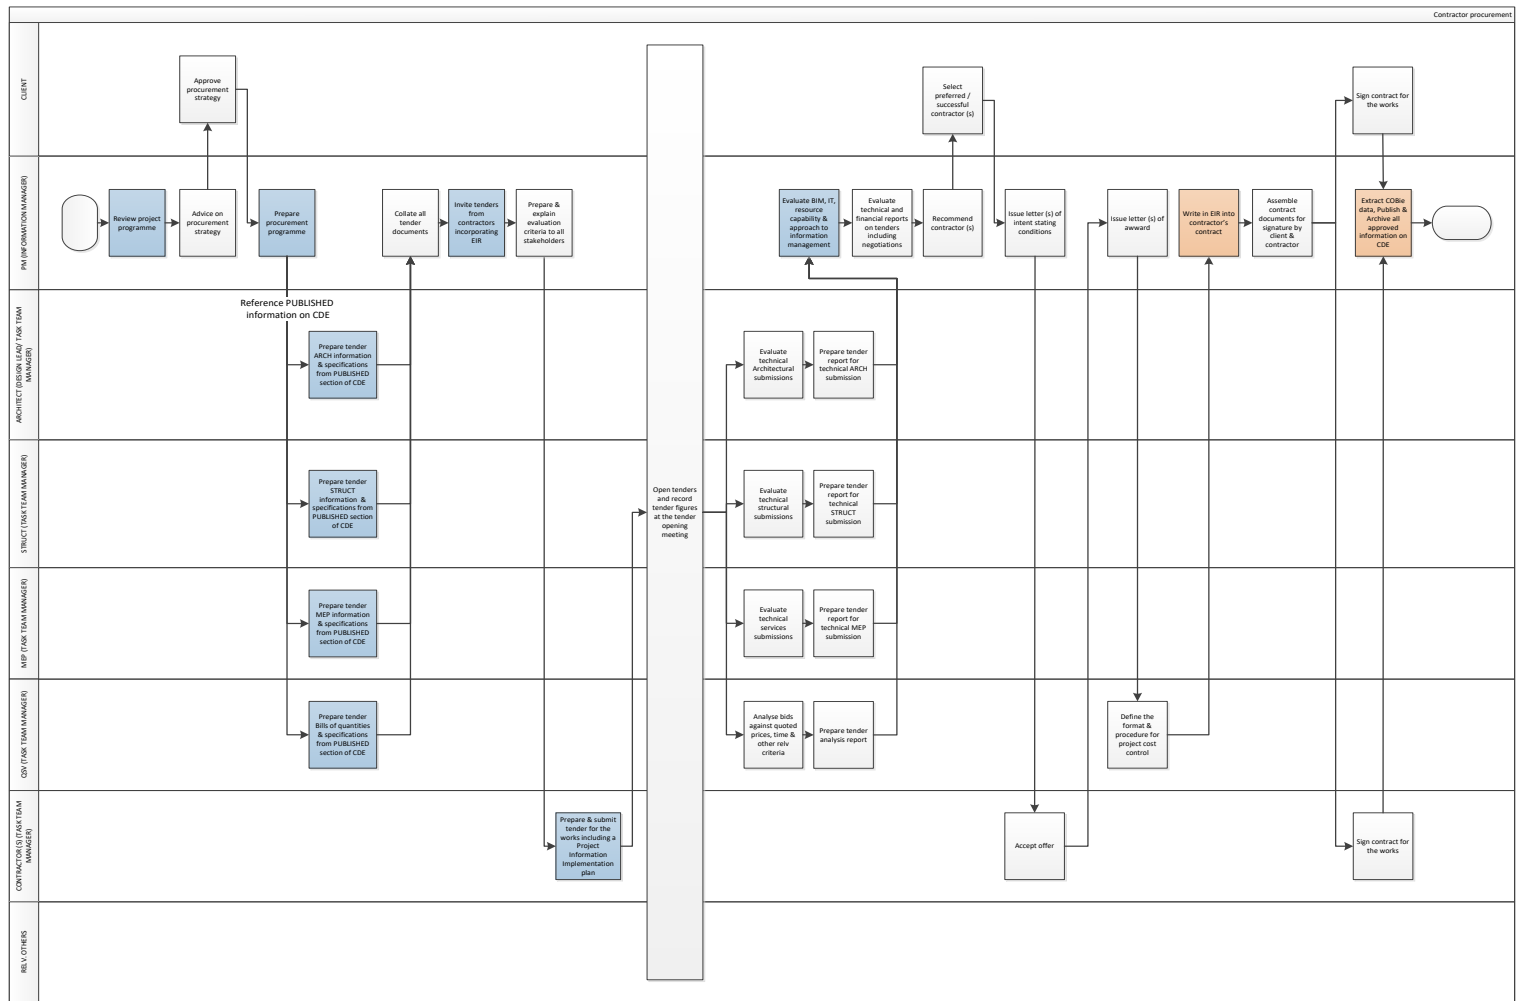 Contractor procurement
CLIENT
Approve
procurement
strategy
Select
preferred /
successful
contractor (s)
Sign contract for
the works
PM (INFORMATION MANAGER)
Review project
programme
Advice on
procurement
strategy
Prepare
procurement
programme
Collate all
tender
documents
Invite tenders
from
contractors
incorporating
EIR
Prepare &
explain
evaluation
criteria to all
stakeholders
Evaluate BIM, IT,
resource
capability &
approach to
information
management
Evaluate
technical and
financial reports
on tenders
including
negotiations
Recommend
contractor (s)
Issue letter (s) of
intent stating
conditions
Issue letter (s) of
awward
Write in EIR into
contractor's
contract
Assemble
contract
documents for
signature by
client &
contractor
Extract COBie
data, Publish &
Archive all
approved
information on
CDE
Reference PUBLISHED
information on CDE
ARCHITECT (DESIGN LEAD/ TASK TEAM
MANAGER)
Prepare tender
ARCH information
& specifications
from PUBLISHED
section of CDE
Evaluate
technical
Architectural
submissions
Prepare tender
report for
technical ARCH
submission
STRUCT (TASK TEAM MANAGER)
Prepare tender
STRUCT
information &
specifications from
PUBLISHED section
of CDE
Open tenders
and record
tender figures
at the tender
opening
meeting
Evaluate
technical
structural
submissions
Prepare tender
report for
technical
STRUCT
submission
MEP (TASK TEAM MANAGER)
Prepare tender
MEP information
& specifications
from PUBLISHED
section of CDE
Evaluate
technical
services
submissions
Prepare tender
report for
technical MEP
submission
QSV (TASK TEAM MANAGER)
Prepare tender
Bills of quantities
& specifications
from PUBLISHED
section of CDE
Analyse bids
against quoted
prices, time &
other relv
criteria
Prepare tender
analysis report
Define the
format &
procedure for
project cost
control
CONTRACTOR(S) (TASK TEAM
MANAGER)
Prepare & submit
tender for the
works including a
Project
Information
Implementation
plan
Accept offer
Sign contract for
the works
RELV. OTHERS